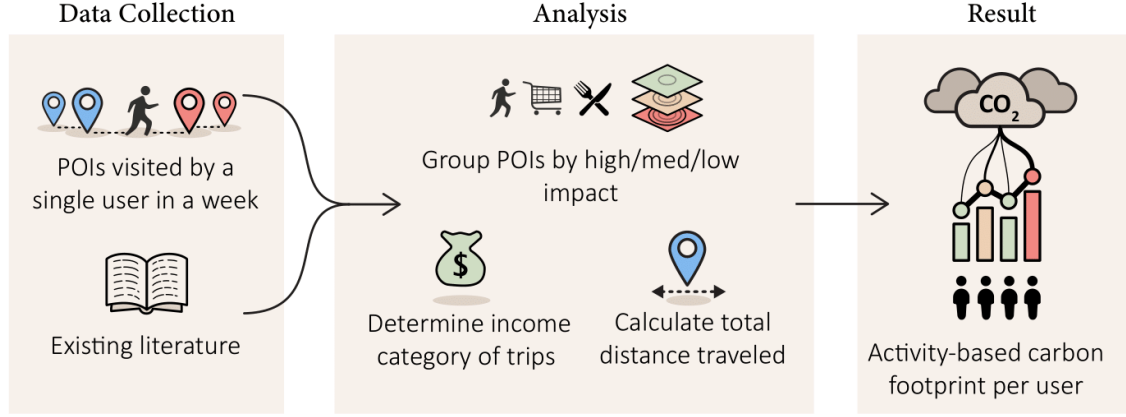 Data Collection
Analysis
Result
POIs visited by a
single user in a week
Existing literature
Group POIs by high/med/low
impact
$
Determine income
category of trips
Calculate total
distance traveled
CO2
Activity-based carbon
footprint per user